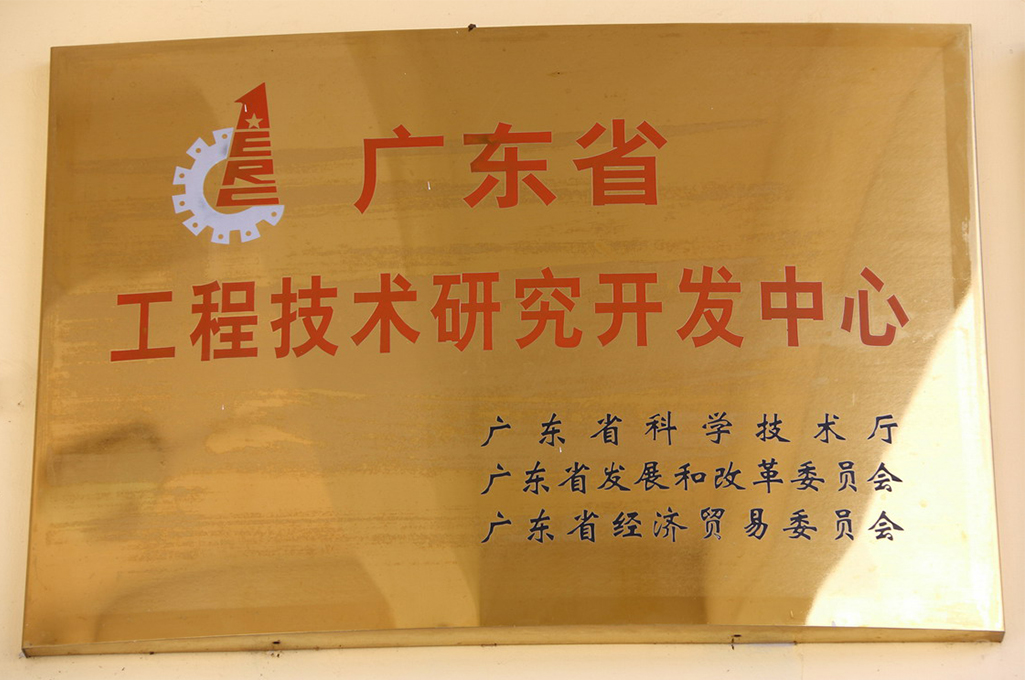 ERC
广东省
工程技术研究开发中心
广东省科学技术厅
广东省发展和改革委员会
广东省经济贸易委员会